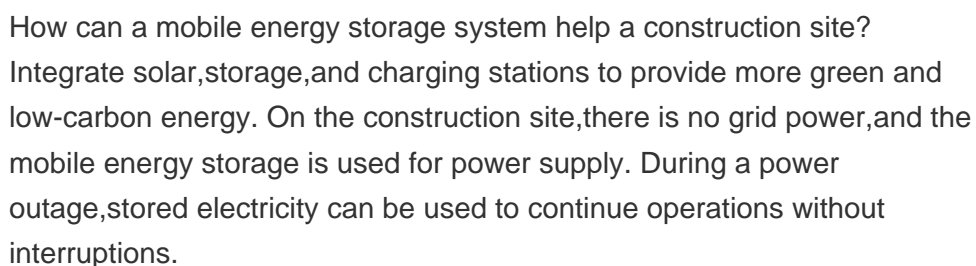 How can a mobile energy storage system help a construction site?
Integrate solar,storage,and charging stations to provide more green and
low-carbon energy. On the construction site,there is no grid power,and the
mobile energy storage is used for power supply. During a power
outage,stored electricity can be used to continue operations without
interruptions.